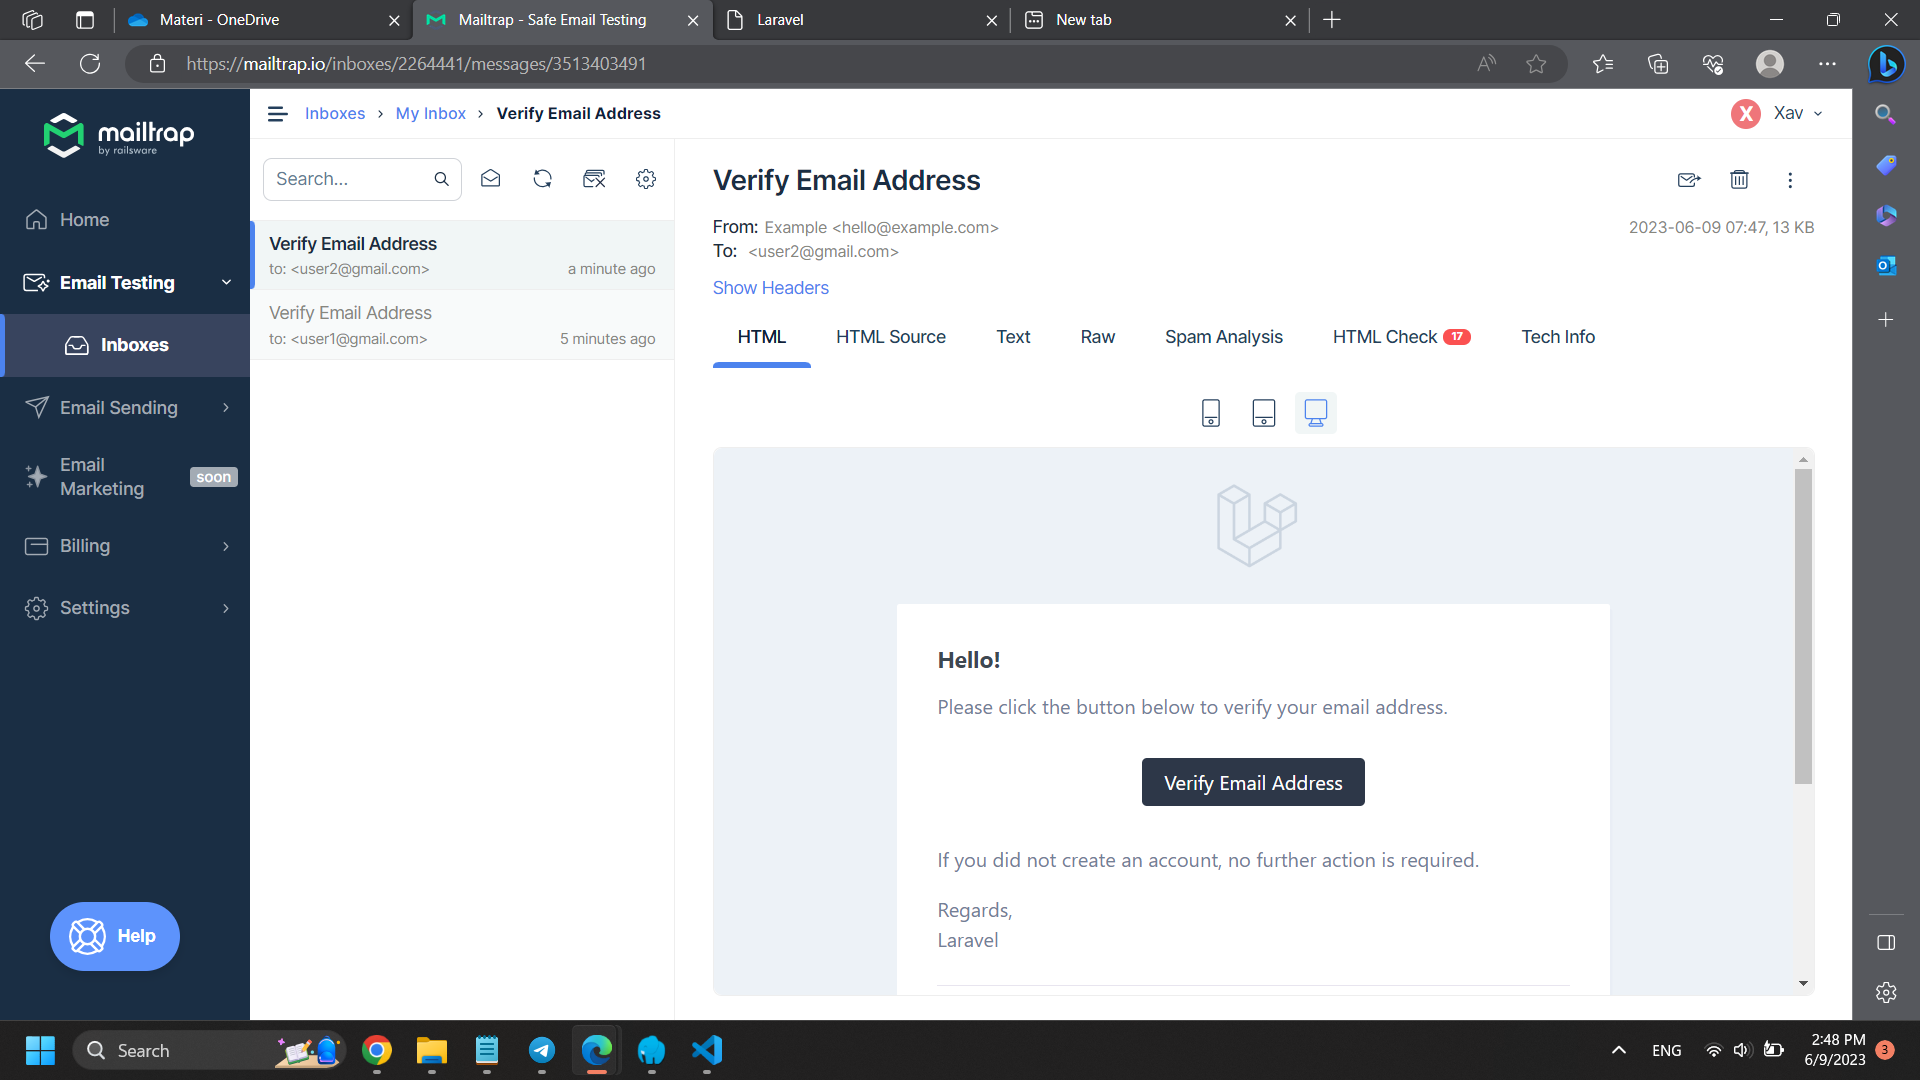 Materi - OneDrive
Mailtrap - Safe Email Testing
Laravel
New tab
https://mailtrap.io/inboxes/2264441/messages/3513403491
mailtrap
by railsware
Home
Email Testing
Inboxes
Email Sending
Email
Marketing
soon
Billing
Settings
Help
Inboxes › My Inbox › Verify Email Address
X Xav
Search...
Verify Email Address
to: <user2@gmail.com> a minute ago
Verify Email Address
to: <user1@gmail.com> 5 minutes ago
Verify Email Address
From: Example <hello@example.com> 2023-06-09 07:47, 13 KB
To: <user2@gmail.com>
Show Headers
HTML HTML Source Text Raw Spam Analysis HTML Check 17 Tech Info
Hello!
Please click the button below to verify your email address.
Verify Email Address
If you did not create an account, no further action is required.
Regards,
Laravel
Search
ENG
2:48 PM
6/9/2023
3